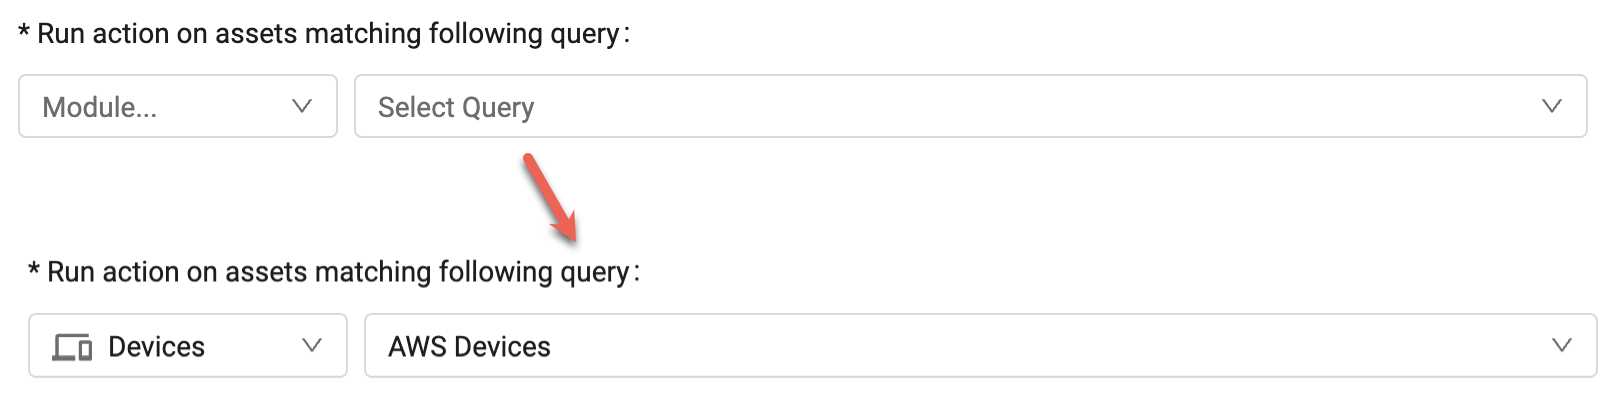 * Run action on assets matching following query:
Module... Select Query
* Run action on assets matching following query:
Devices AWS Devices